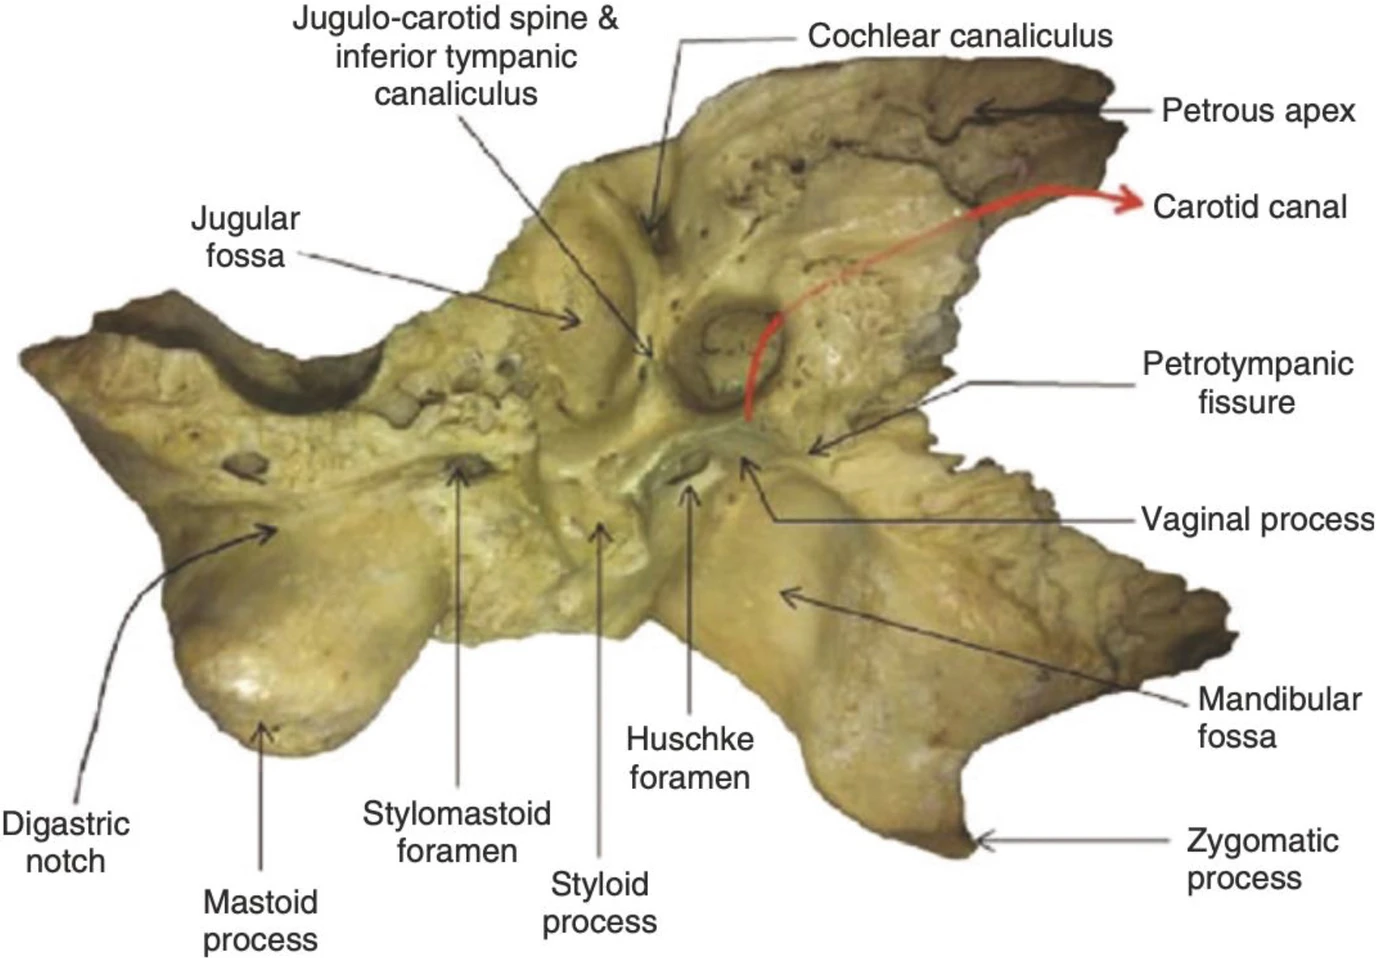 Jugulo-carotid spine &
inferior tympanic
canaliculus
Cochlear canaliculus
Petrous apex
Carotid canal
Jugular
fossa
Petrotympanic
fissure
Vaginal process
Mandibular
fossa
Zygomatic
process
Huschke
foramen
Styloid
process
Stylomastoid
foramen
Mastoid
process
Digastric
notch